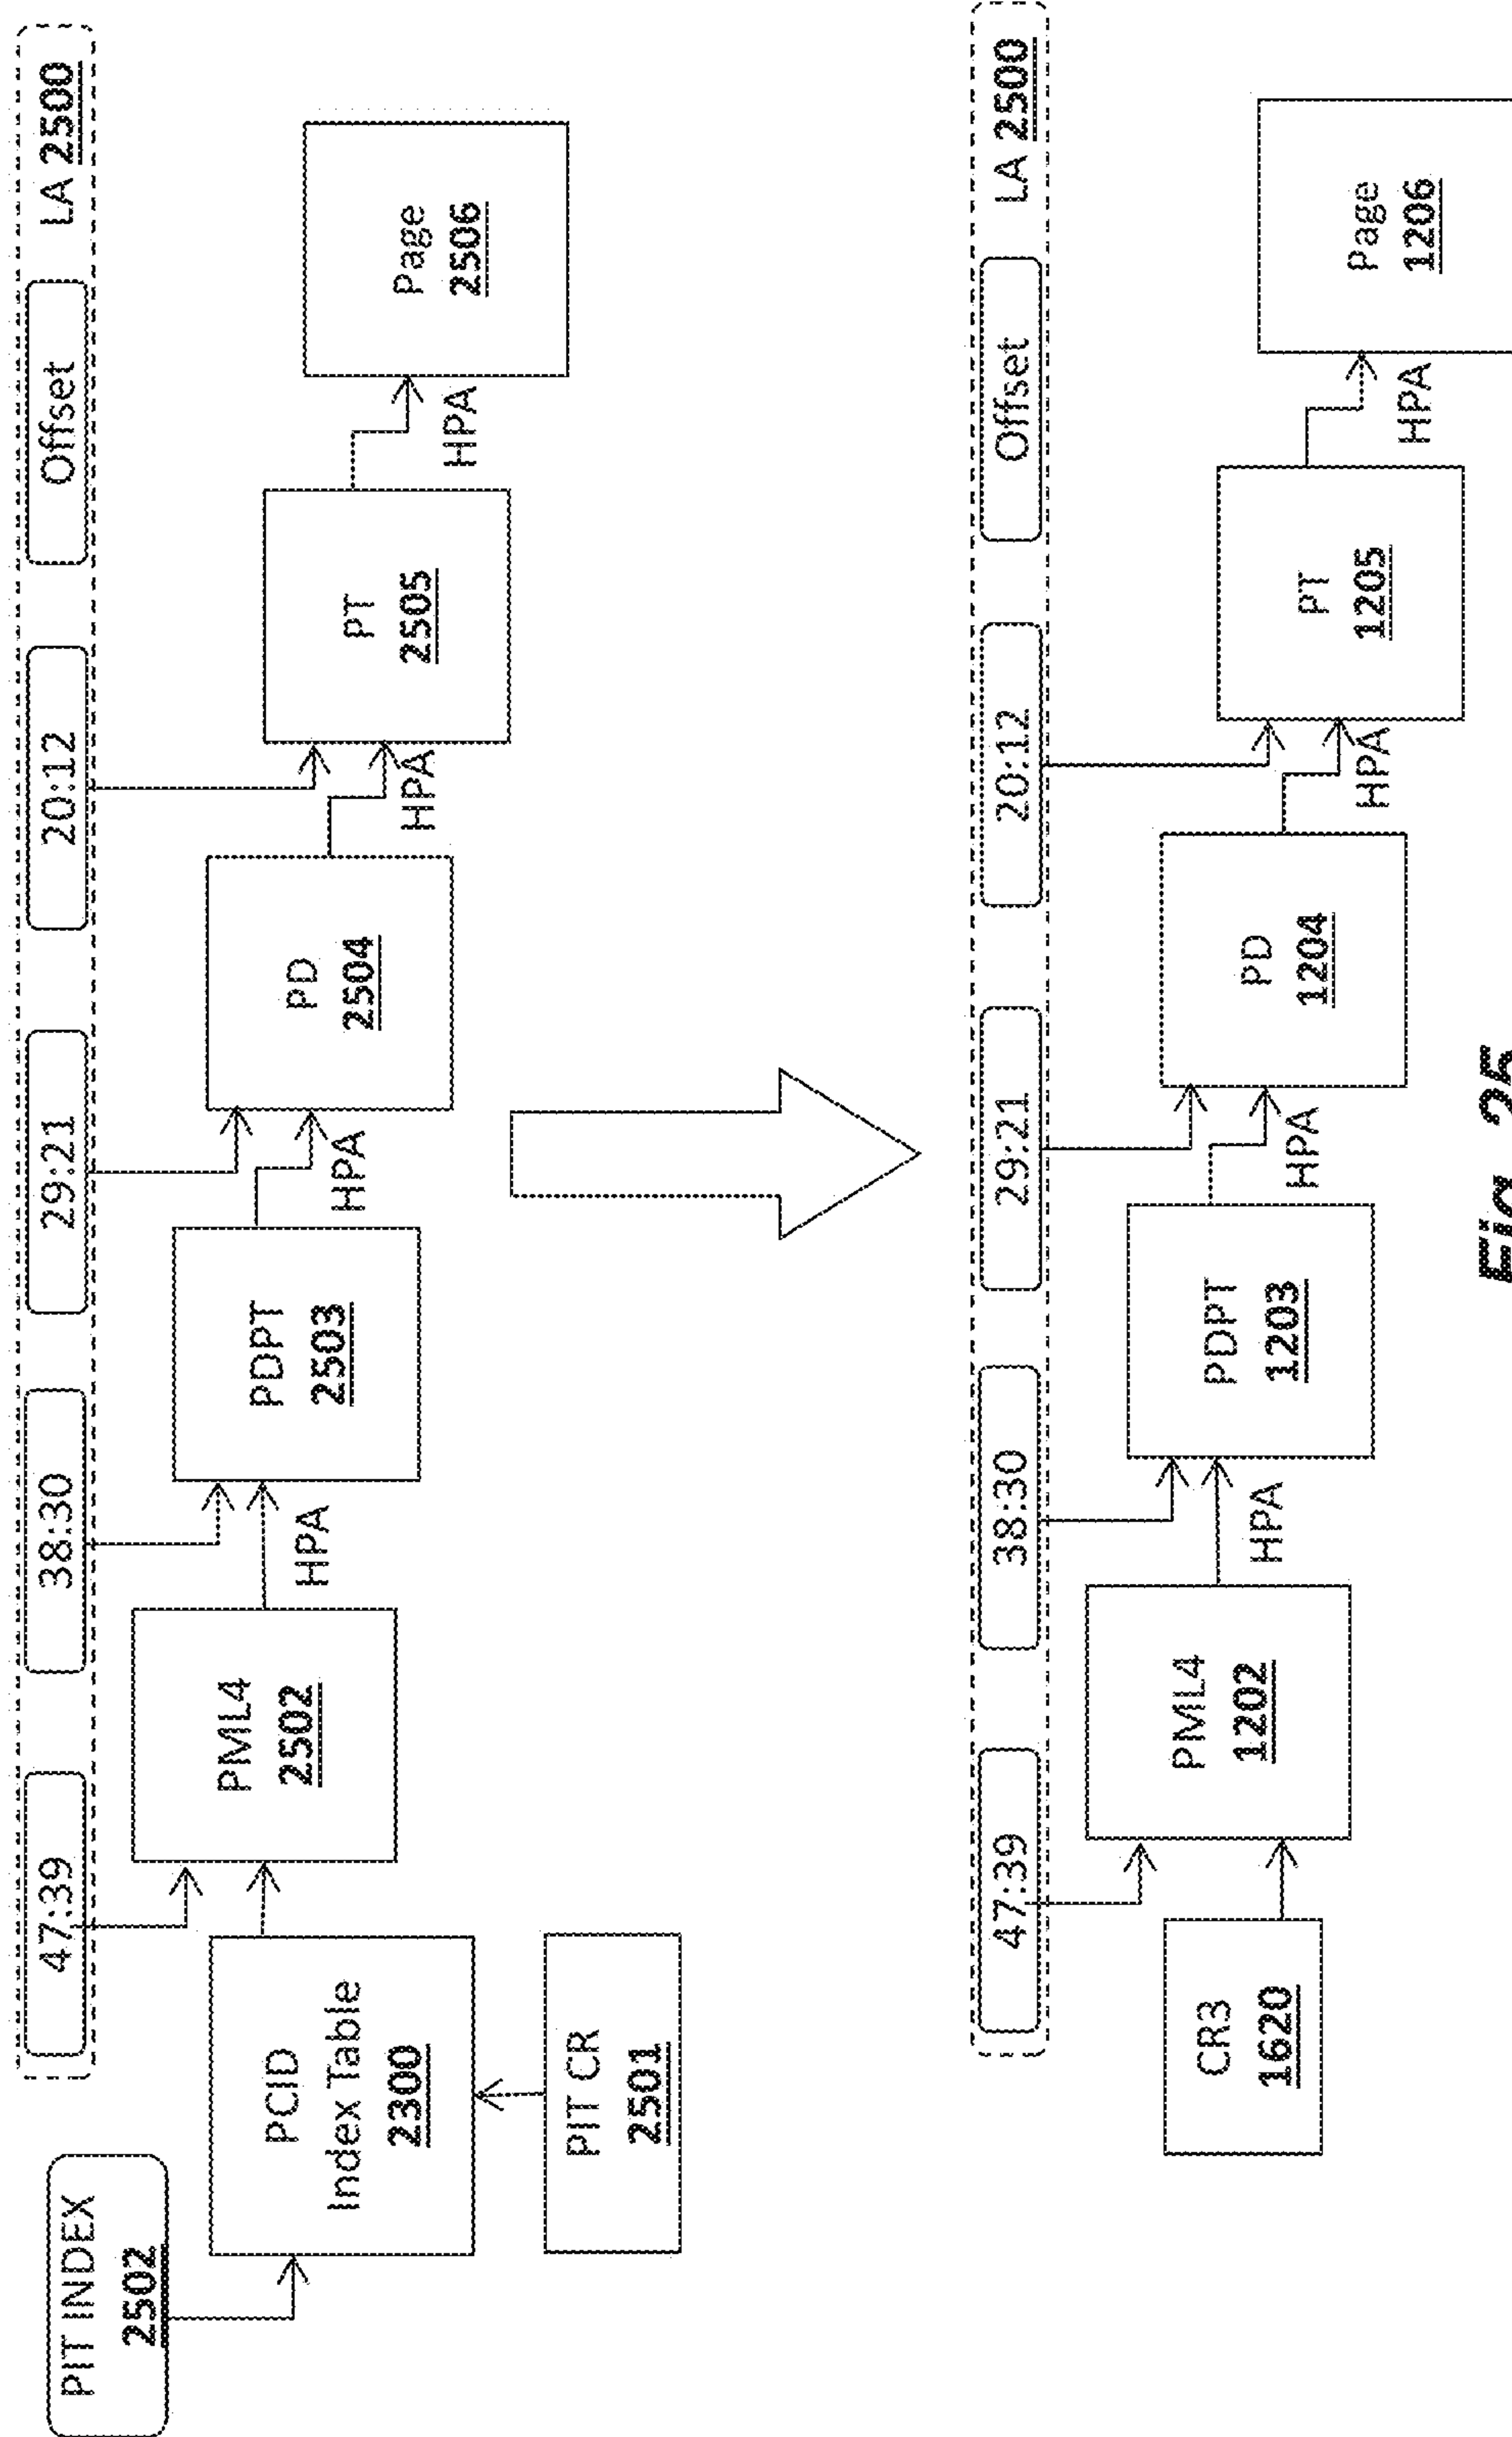 47:39
38:30
29:21
20:12
Offset
LA 2500
PIT INDEX
2502
PCID
Index Table
2300
PIT CR
2501
PML4
2502
HPA
PDPT
2503
HPA
PD
2504
HPA
PT
2505
HPA
Page
2506
47:39
38:30
29:21
20:12
Offset
LA 2500
CR3
1620
PML4
1202
HPA
PDPT
1203
HPA
PD
1204
HPA
PT
1205
HPA
Page
1206
Fig. 25